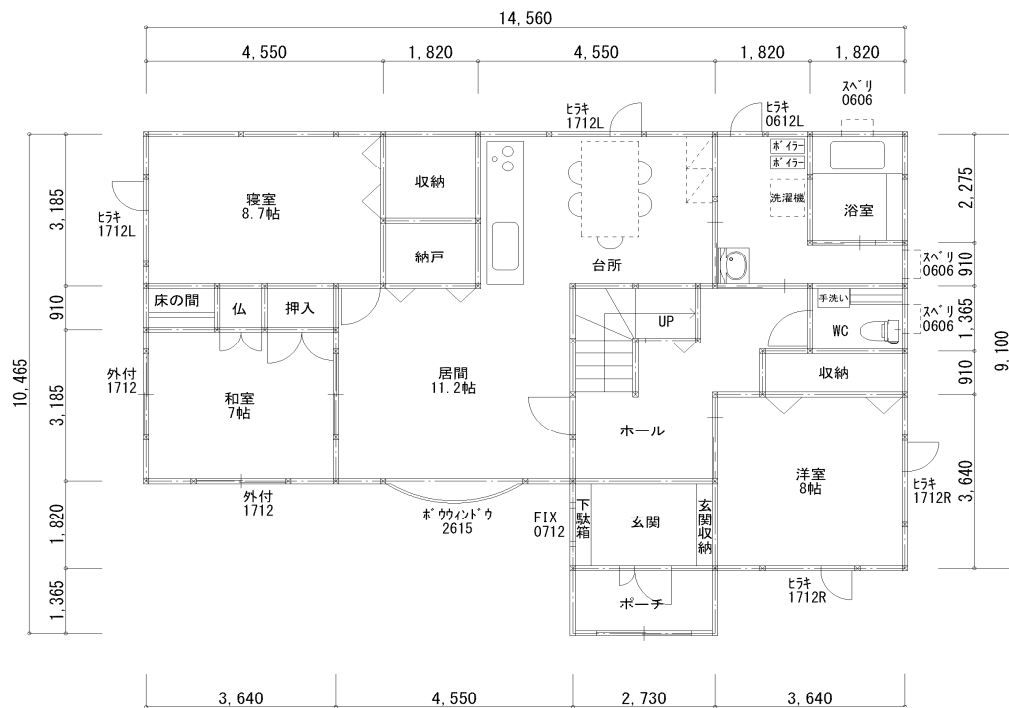 14,560
4,550
1,820
4,550
1,820
1,820
ｽﾍﾞﾘ
0606
ﾋﾗｷ
1712L
ﾋﾗｷ
0612L
ﾎﾞｲﾗｰ
ﾎﾞｲﾗｰ
収納
寝室
8.7帖
洗濯機
浴室
3,185
2,275
ﾋﾗｷ
1712L
納戸
台所
ｽﾍﾞﾘ
0606
910
床の間
仏
押入
手洗い
910
UP
WC
ｽﾍﾞﾘ
0606
1,365
9,100
10,465
外付
1712
和室
7帖
居間
11.2帖
収納
910
3,185
ホール
洋室
8帖
ﾋﾗｷ
1712R
3,640
外付
1712
ﾎﾞｳｳｨﾝﾄﾞｳ
2615
FIX
0712
下駄箱
玄関
玄関収納
1,820
ﾋﾗｷ
1712R
1,365
ポーチ
3,640
4,550
2,730
3,640